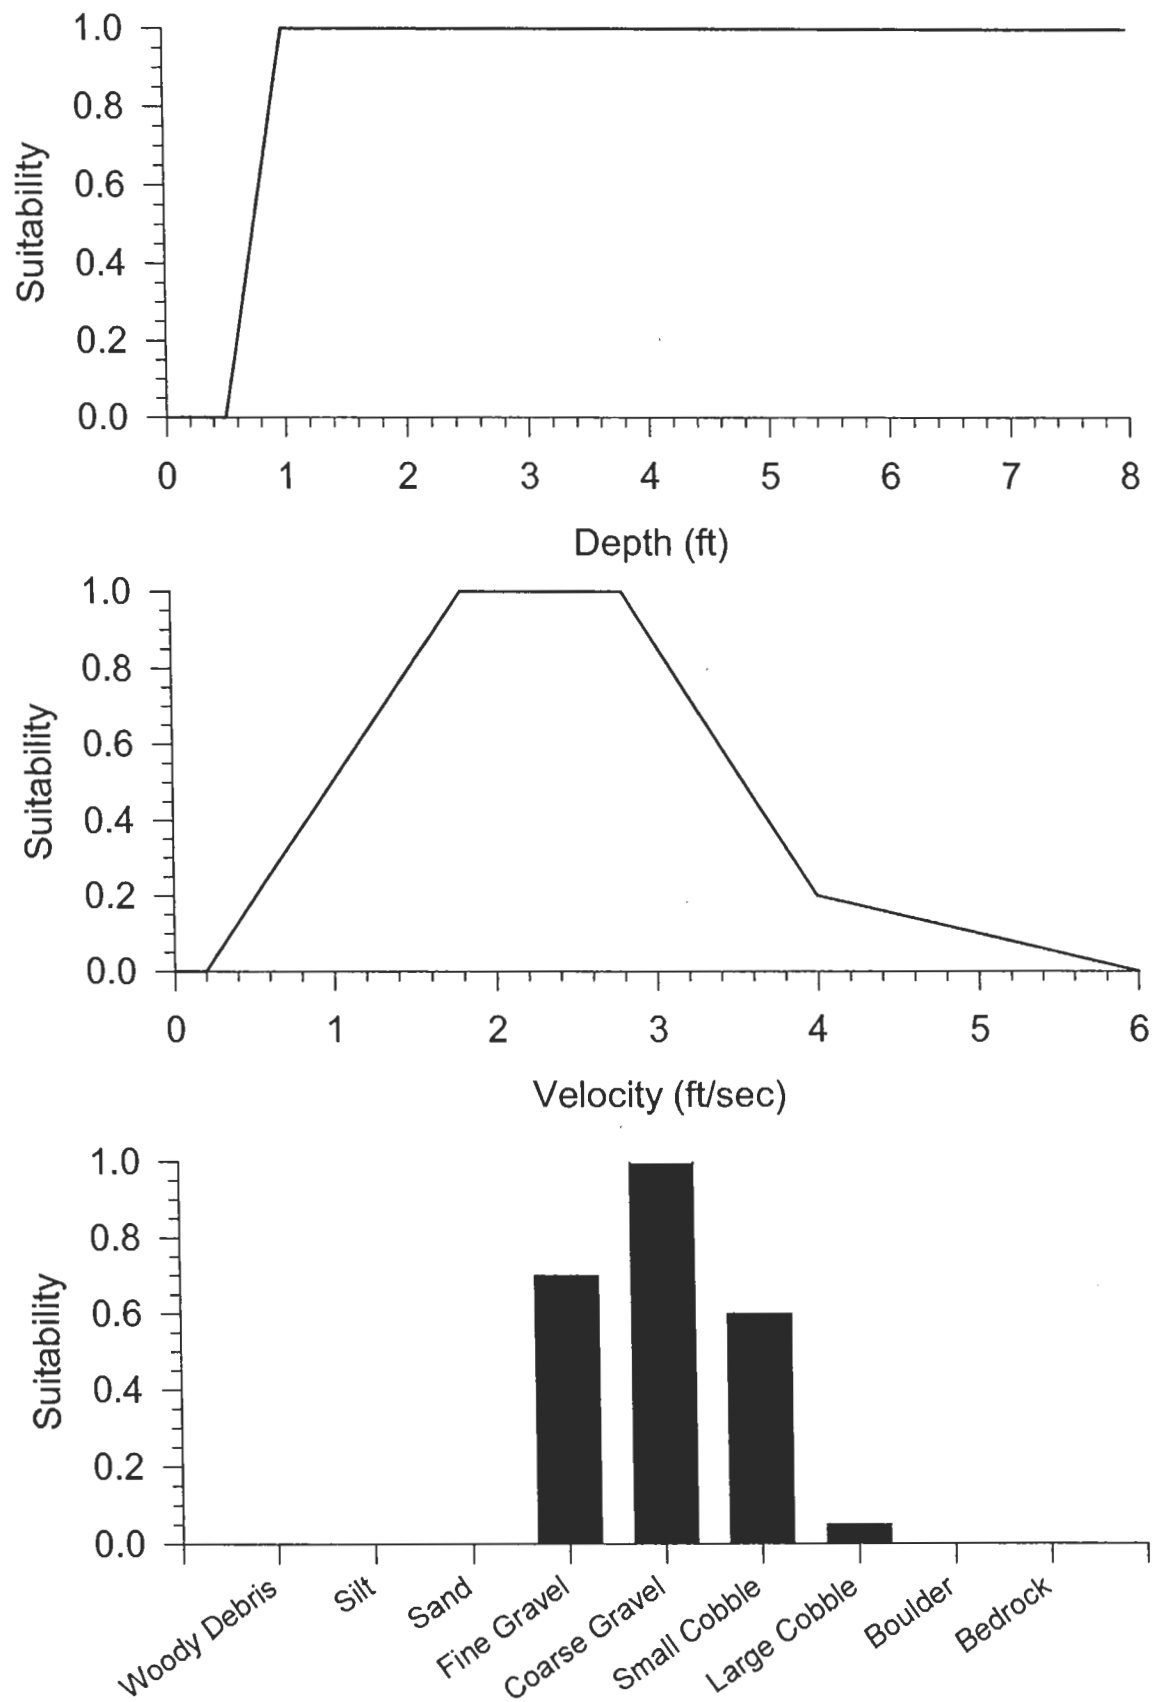 1.0
0.8
0.6
0.4
0.2
0.0
Suitability
0 1 2 3 4 5 6 7 8
Depth (ft)
1.0
0.8
0.6
0.4
0.2
0.0
Suitability
0 1 2 3 4 5 6
Velocity (ft/sec)
1.0
0.8
0.6
0.4
0.2
0.0
Suitability
Woody Debris
Silt
Sand
Fine Gravel
Coarse Gravel
Small Cobble
Large Cobble
Boulder
Bedrock